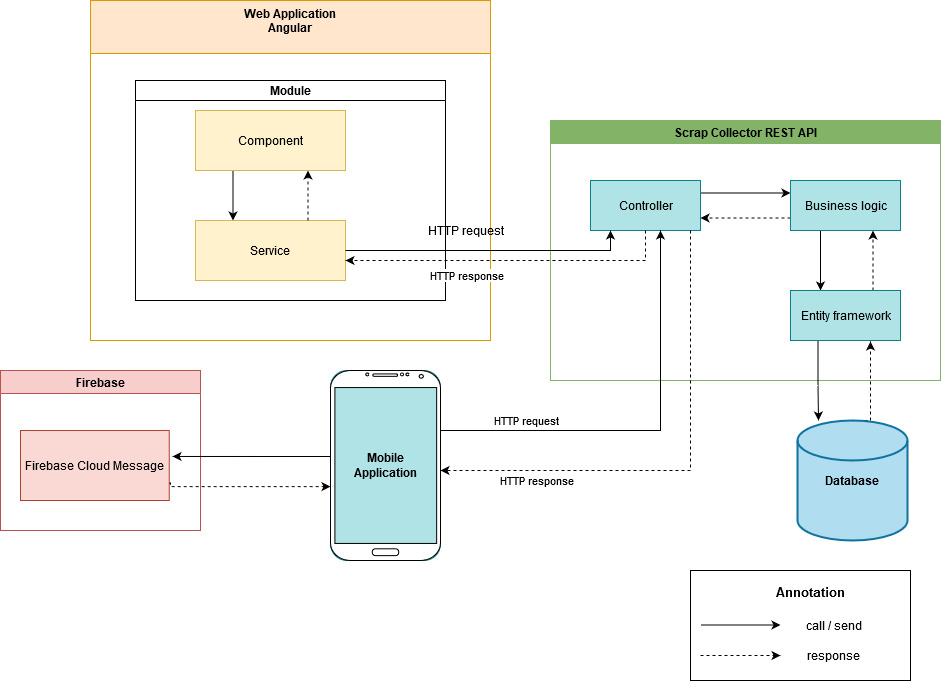 Web Application
Angular
Module
Component
Service
HTTP request
HTTP response
Scrap Collector REST API
Controller
Business logic
Entity framework
Firebase
Firebase Cloud Message
Mobile
Application
HTTP request
HTTP response
Database
Annotation
call / send
response